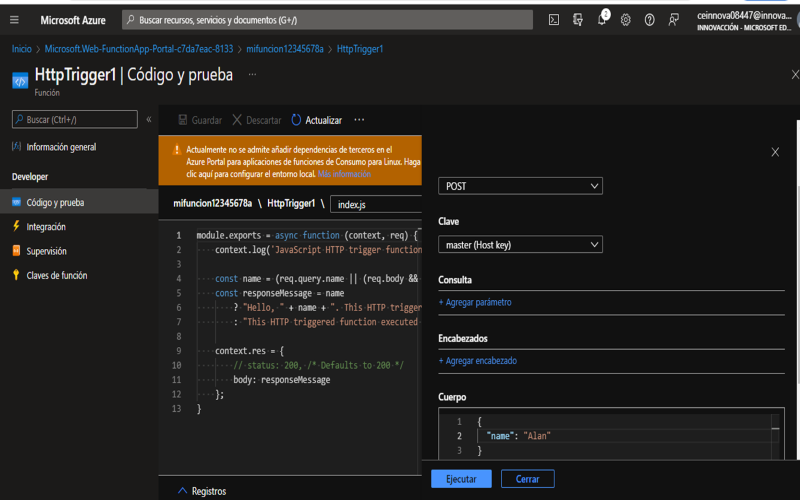 Microsoft Azure
Buscar recursos, servicios y documentos (G+/)
1
ceinnova08447@innova...
INNOVACCIÓN - MICROSOFT ED...
Inicio > Microsoft.Web-FunctionApp-Portal-c7da7eac-8133 > mifuncion12345678a > HttpTrigger1
HttpTrigger1 | Código y prueba ...
Función
Buscar (Ctrl+/)
«
Información general
Developer
Código y prueba
Integración
Supervisión
Claves de función
Guardar
Descartar
Actualizar
...
Actualmente no se admite añadir dependencias de terceros en el
Azure Portal para aplicaciones de funciones de Consumo para Linux. Haga
clic aquí para configurar el entorno local. Más información
mifuncion12345678a \ HttpTrigger1 \ index.js
1 module.exports = async function (context, req) {
2 context.log('JavaScript HTTP trigger function
3
4 const name = (req.query.name || (req.body &&
5 const responseMessage = name
6 ? "Hello, " + name + ". This HTTP trigger
7 : "This HTTP triggered function executed
8
9 context.res = {
10 // status: 200, /* Defaults to 200 */
11 body: responseMessage
12 };
13 }
Registros
POST
Clave
master (Host key)
Consulta
+ Agregar parámetro
Encabezados
+ Agregar encabezado
Cuerpo
1 {
2 "name": "Alan"
3 }
Ejecutar
Cerrar